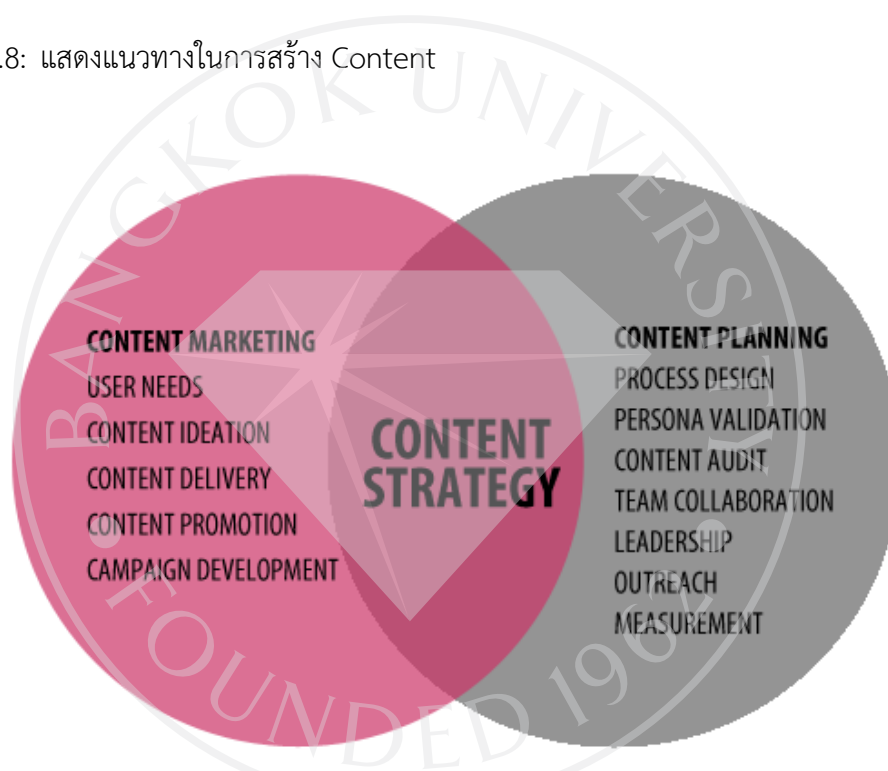 .8: แสดงแนวทางในการสร้าง Content
CONTENT MARKETING
USER NEEDS
CONTENT IDEATION
CONTENT DELIVERY
CONTENT PROMOTION
CAMPAIGN DEVELOPMENT
CONTENT
STRATEGY
CONTENT PLANNING
PROCESS DESIGN
PERSONA VALIDATION
CONTENT AUDIT
TEAM COLLABORATION
LEADERSHIP
OUTREACH
MEASUREMENT
BANGKOK UNIVERSITY
FOUNDED 1962